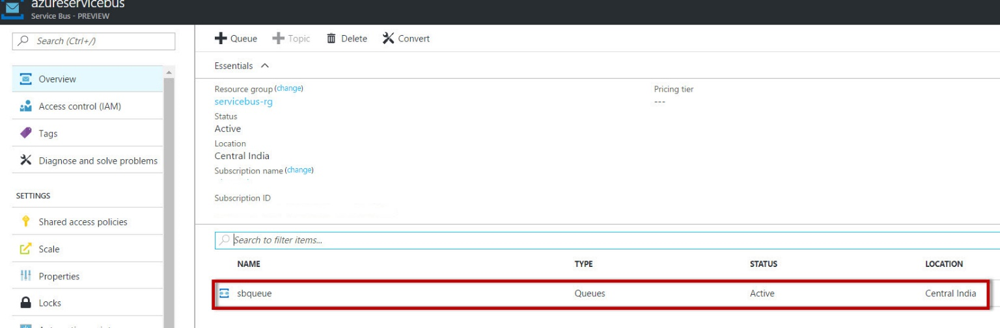 azureservicebus
Service Bus - PREVIEW
Search (Ctrl+/)
Overview
Access control (IAM)
Tags
Diagnose and solve problems
SETTINGS
Shared access policies
Scale
Properties
Locks
Queue Topic Delete Convert
Essentials
Resource group (change)
servicebus-rg
Status
Active
Location
Central India
Subscription name (change)
Subscription ID
Pricing tier
---
Search to filter items...
NAME TYPE STATUS LOCATION
sbqueue Queues Active Central India